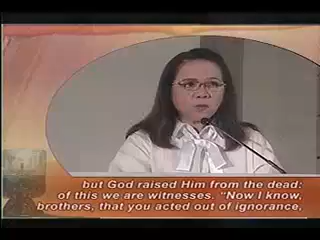 but God raised Him from the dead:
of this we are witnesses. "Now I know,
brothers, that you acted out of ignorance,